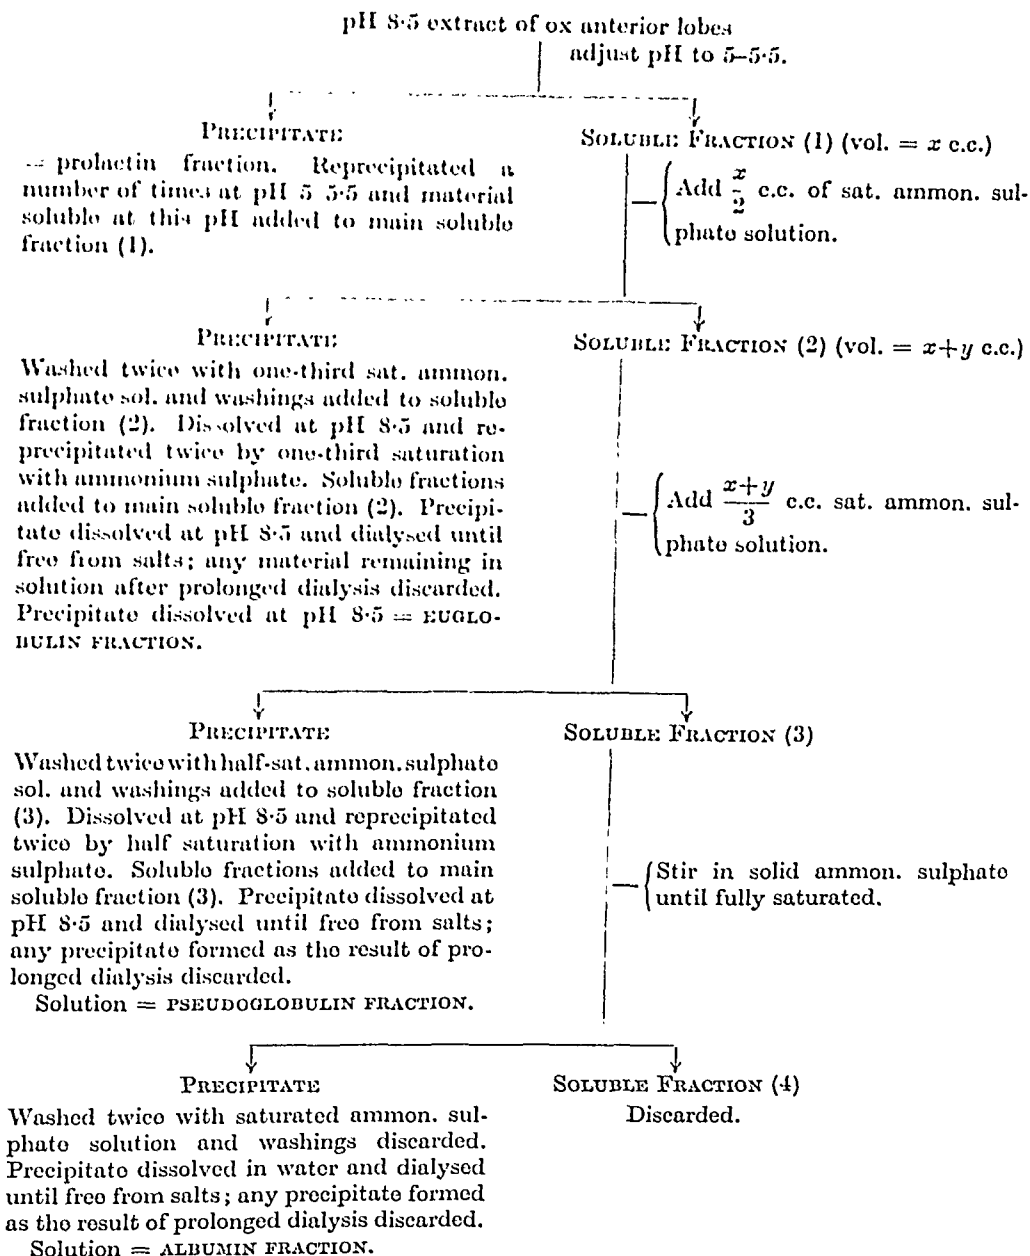 pH 8·5 extract of ox anterior lobes
adjust pH to 5–5·5.
PRECIPITATE
= prolactin fraction. Reprecipitated a
number of times at pH 5 5·5 and material
soluble at this pH added to main soluble
fraction (1).
SOLUBLE FRACTION (1) (vol. = x c.c.)
Add x/2 c.c. of sat. ammon. sul-
phate solution.
PRECIPITATE
Washed twice with one-third sat. ammon.
sulphate sol. and washings added to soluble
fraction (2). Dissolved at pH 8·5 and re-
precipitated twice by one-third saturation
with ammonium sulphate. Soluble fractions
added to main soluble fraction (2). Precipi-
tate dissolved at pH 8·5 and dialysed until
free from salts; any material remaining in
solution after prolonged dialysis discarded.
Precipitate dissolved at pH 8·5 = EUGLO-
BULIN FRACTION.
SOLUBLE FRACTION (2) (vol. = x+y c.c.)
Add x+y/3 c.c. sat. ammon. sul-
phate solution.
PRECIPITATE
Washed twice with half-sat. ammon. sulphate
sol. and washings added to soluble fraction
(3). Dissolved at pH 8·5 and reprecipitated
twice by half saturation with ammonium
sulphate. Soluble fractions added to main
soluble fraction (3). Precipitate dissolved at
pH 8·5 and dialysed until free from salts;
any precipitate formed as the result of pro-
longed dialysis discarded.
Solution = PSEUDOGLOBULIN FRACTION.
SOLUBLE FRACTION (3)
Stir in solid ammon. sulphate
until fully saturated.
PRECIPITATE
Washed twice with saturated ammon. sul-
phate solution and washings discarded.
Precipitate dissolved in water and dialysed
until free from salts; any precipitate formed
as the result of prolonged dialysis discarded.
Solution = ALBUMIN FRACTION.
SOLUBLE FRACTION (4)
Discarded.